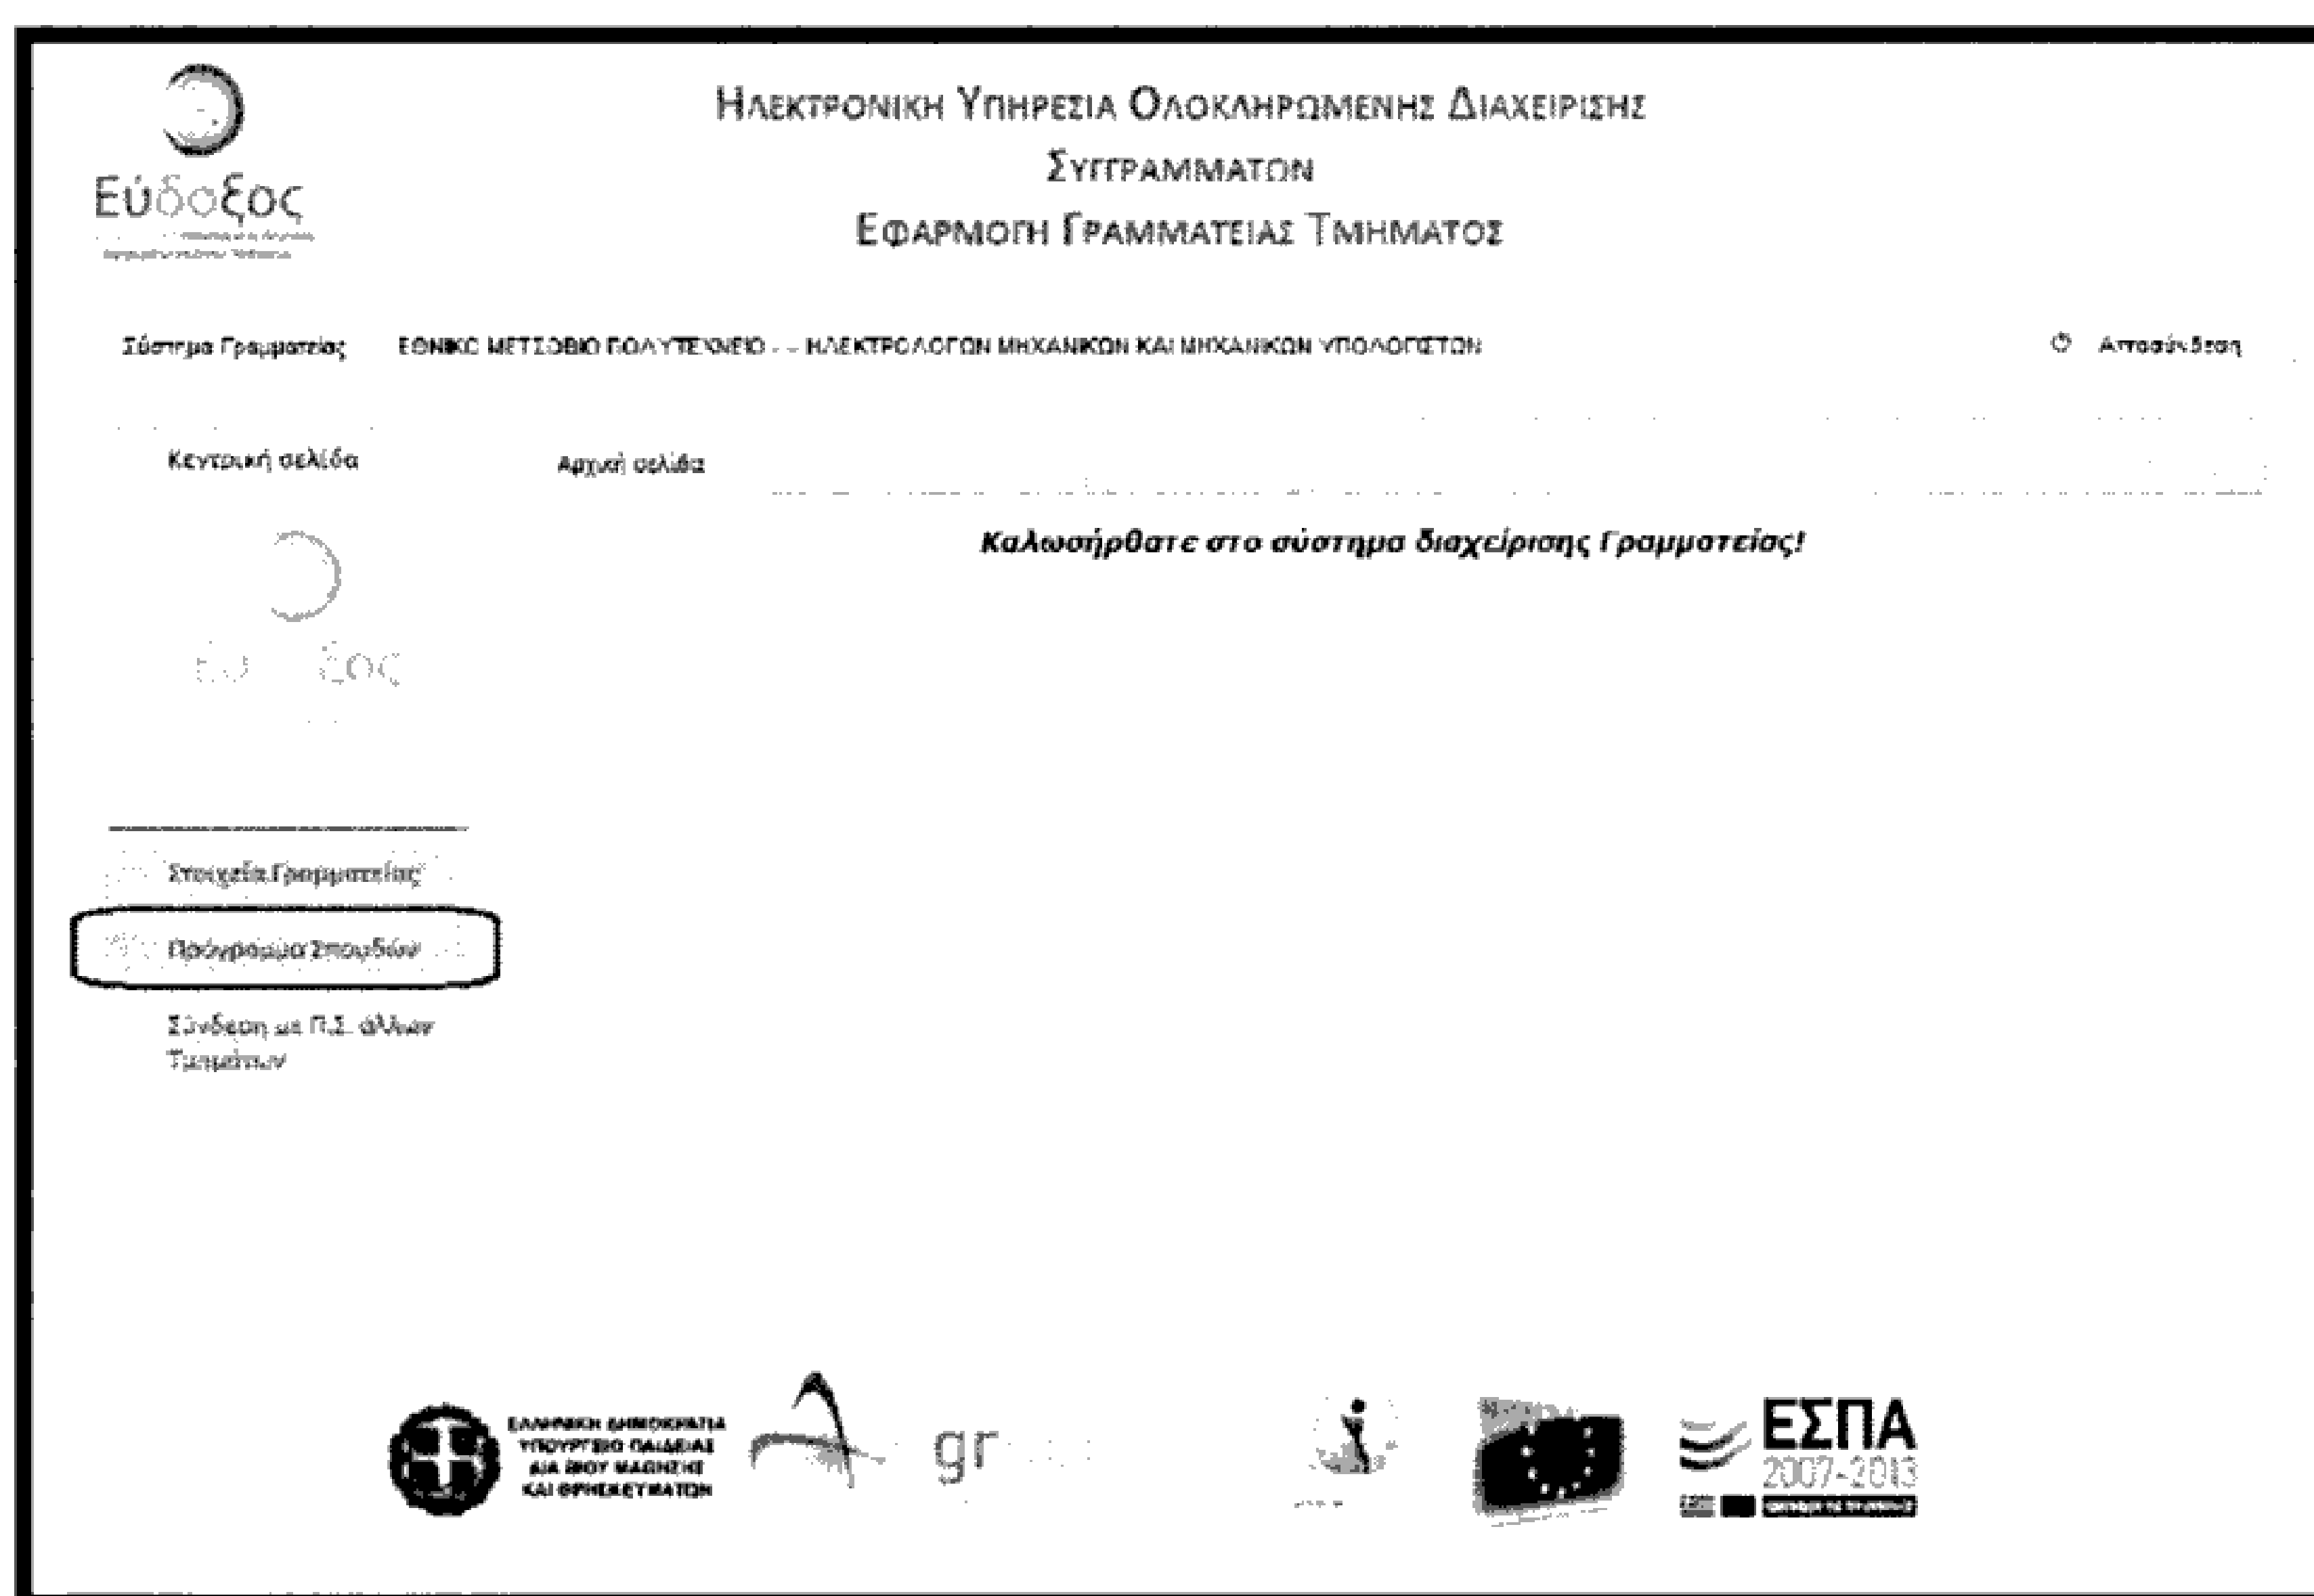 ΗΛΕΚΤΡΟΝΙΚΗ ΥΠΗΡΕΣΙΑ ΟΛΟΚΛΗΡΩΜΕΝΗΣ ΔΙΑΧΕΙΡΙΣΗΣ
ΣΥΓΓΡΑΜΜΑΤΩΝ
ΕΦΑΡΜΟΓΗ ΓΡΑΜΜΑΤΕΙΑΣ ΤΜΗΜΑΤΟΣ
Εύδοξος
Σύστημα Γραμματείας ΕΘΝΙΚΟ ΜΕΤΣΟΒΙΟ ΠΟΛΥΤΕΧΝΕΙΟ - – ΗΛΕΚΤΡΟΛΟΓΩΝ ΜΗΧΑΝΙΚΩΝ ΚΑΙ ΜΗΧΑΝΙΚΩΝ ΥΠΟΛΟΓΙΣΤΩΝ Αποσύνδεση
Κεντρική σελίδα Αρχική σελίδα
Καλωσήρθατε στο σύστημα διαχείρισης Γραμματείας!
Στοιχεία Γραμματείας
Πρόγραμμα Σπουδών
Σύνδεση με Π.Σ. άλλων
Τμημάτων
ΕΛΛΗΝΙΚΗ ΔΗΜΟΚΡΑΤΙΑ
ΥΠΟΥΡΓΕΙΟ ΠΑΙΔΕΙΑΣ
ΔΙΑ ΒΙΟΥ ΜΑΘΗΣΗΣ
ΚΑΙ ΘΡΗΣΚΕΥΜΑΤΩΝ
gr
ΕΣΠΑ
2007-2013